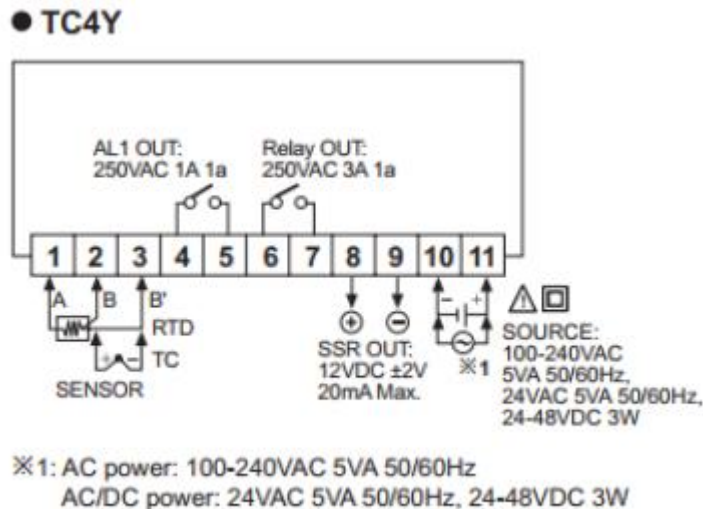 ● TC4Y
AL1 OUT:
250VAC 1A 1a
Relay OUT:
250VAC 3A 1a
1 2 3 4 5 6 7 8 9 10 11
A B B'
RTD
+ − TC
SENSOR
+ −
SSR OUT:
12VDC ±2V
20mA Max.
− +
※1
SOURCE:
100-240VAC
5VA 50/60Hz,
24VAC 5VA 50/60Hz,
24-48VDC 3W
※1: AC power: 100-240VAC 5VA 50/60Hz
AC/DC power: 24VAC 5VA 50/60Hz, 24-48VDC 3W